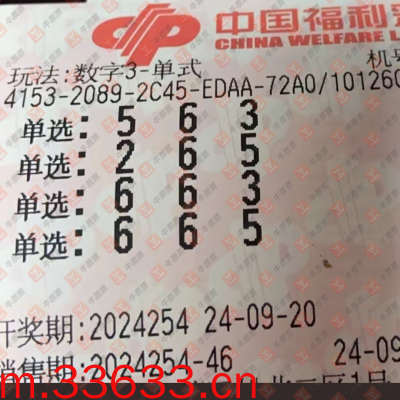 中国福利
CHINA WELFARE L
玩法:数字3-单式
机号
4153-2089-2C45-EDAA-72A0/101260
单选: 5 6 3
单选: 2 6 5
单选: 6 6 3
单选: 6 6 5
开奖期:2024254 24-09-20
销售期:2024254-46 24-09
m.33633.com.cn